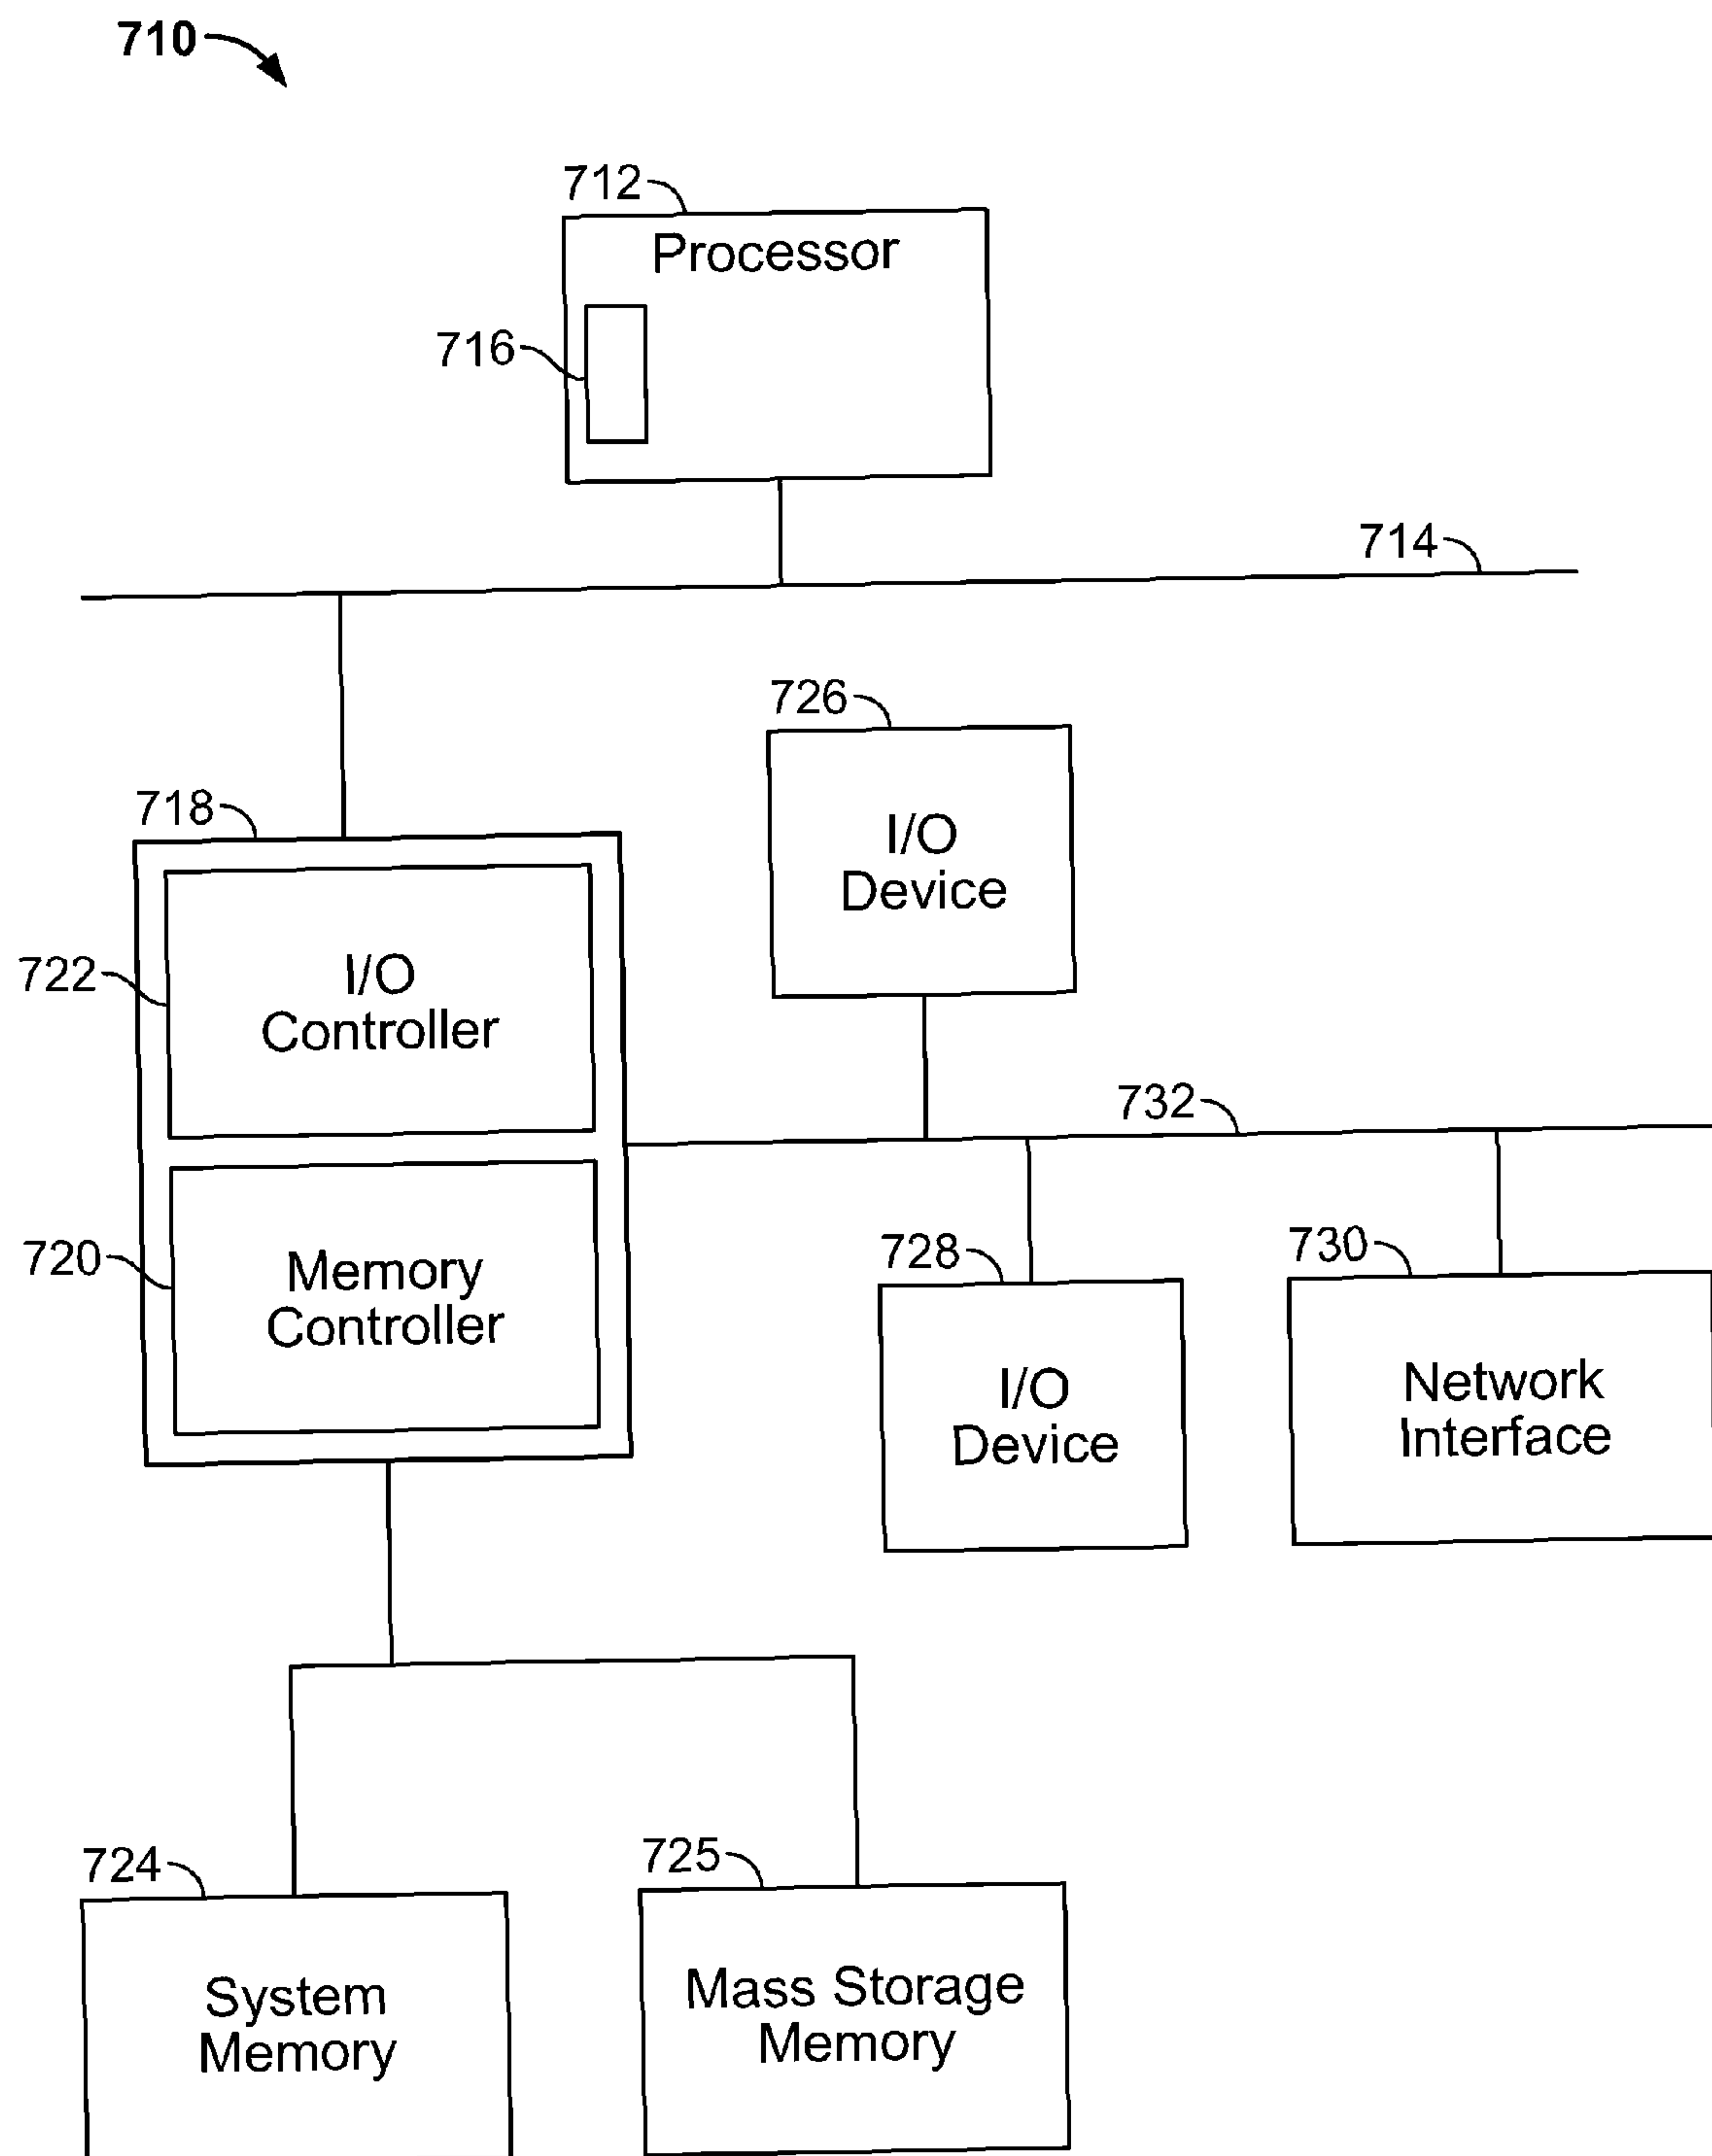 710
712
Processor
716
714
726
I/O
Device
718
722
I/O
Controller
732
720
Memory
Controller
728
I/O
Device
730
Network
Interface
724
System
Memory
725
Mass Storage
Memory